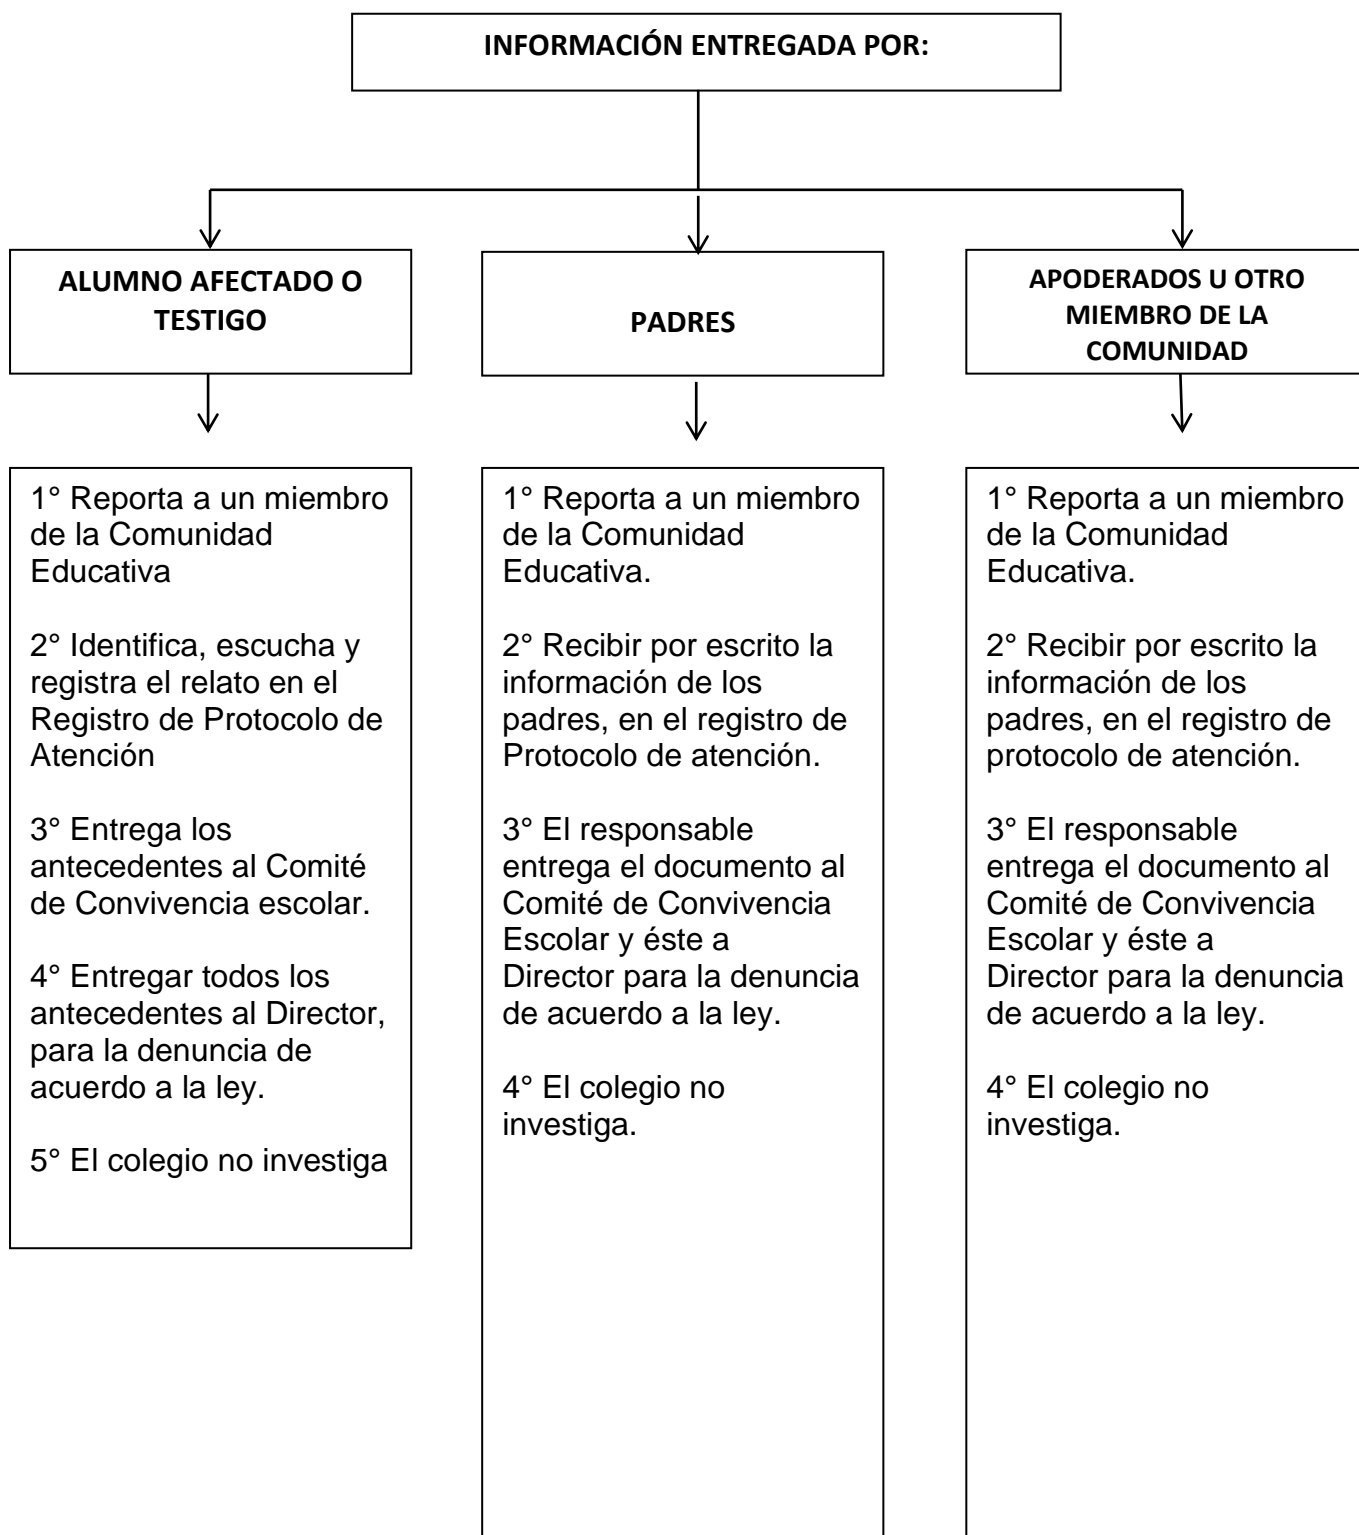 INFORMACIÓN ENTREGADA POR:
ALUMNO AFECTADO O
TESTIGO
PADRES
APODERADOS U OTRO
MIEMBRO DE LA
COMUNIDAD
1° Reporta a un miembro
de la Comunidad
Educativa
2° Identifica, escucha y
registra el relato en el
Registro de Protocolo de
Atención
3° Entrega los
antecedentes al Comité
de Convivencia escolar.
4° Entregar todos los
antecedentes al Director,
para la denuncia de
acuerdo a la ley.
5° El colegio no investiga
1° Reporta a un miembro
de la Comunidad
Educativa.
2° Recibir por escrito la
información de los
padres, en el registro de
Protocolo de atención.
3° El responsable
entrega el documento al
Comité de Convivencia
Escolar y éste a
Director para la denuncia
de acuerdo a la ley.
4° El colegio no
investiga.
1° Reporta a un miembro
de la Comunidad
Educativa.
2° Recibir por escrito la
información de los
padres, en el registro de
protocolo de atención.
3° El responsable
entrega el documento al
Comité de Convivencia
Escolar y éste a
Director para la denuncia
de acuerdo a la ley.
4° El colegio no
investiga.